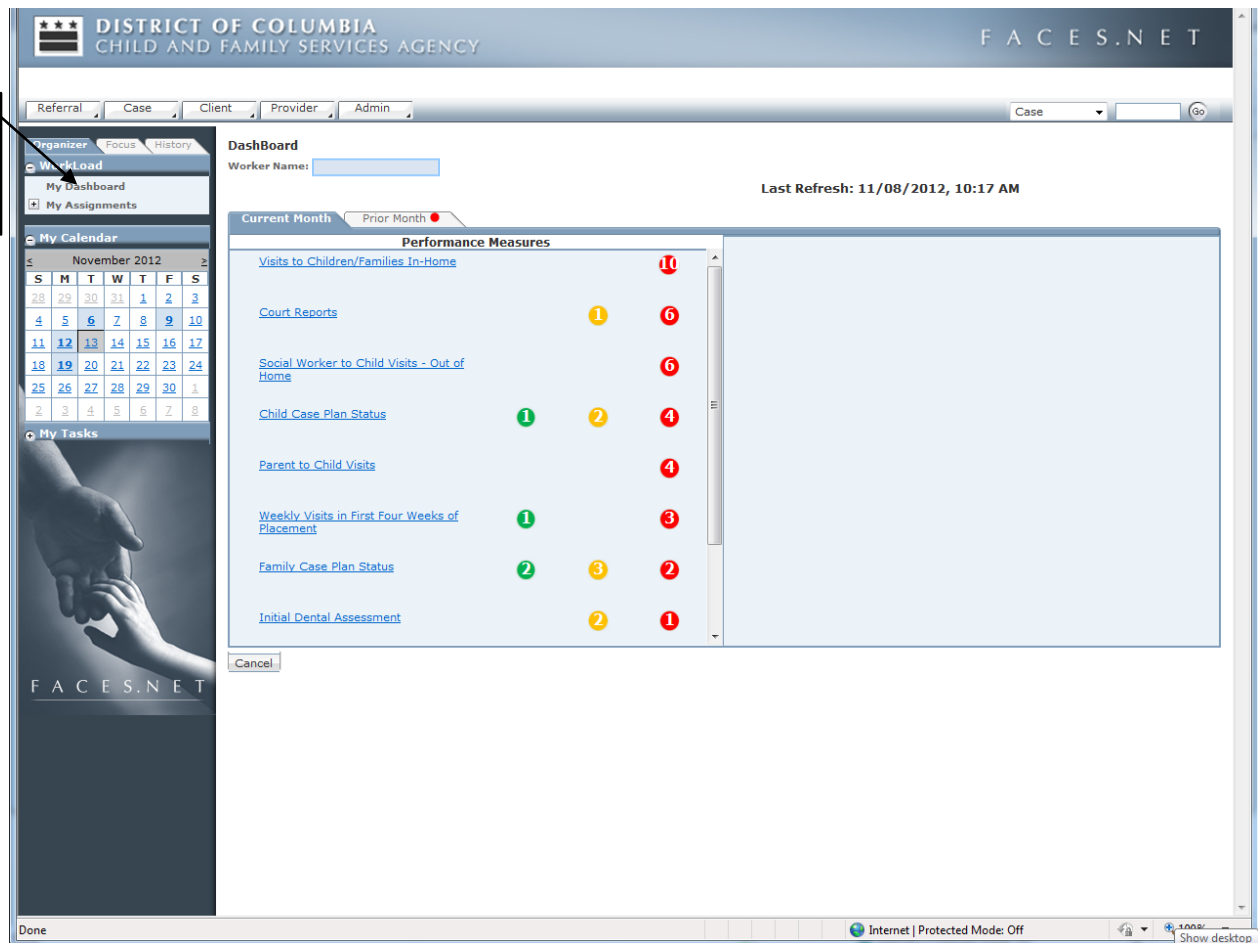 DISTRICT OF COLUMBIA
CHILD AND FAMILY SERVICES AGENCY
FACES.NET
Referral Case Client Provider Admin
Case Go
Organizer Focus History
WorkLoad
My Dashboard
My Assignments
My Calendar
< November 2012 >
S M T W T F S
28 29 30 31 1 2 3
4 5 6 7 8 9 10
11 12 13 14 15 16 17
18 19 20 21 22 23 24
25 26 27 28 29 30 1
2 3 4 5 6 7 8
My Tasks
FACES.NET
DashBoard
Worker Name:
Last Refresh: 11/08/2012, 10:17 AM
Current Month Prior Month
Performance Measures
Visits to Children/Families In-Home 10
Court Reports 1 6
Social Worker to Child Visits - Out of
Home 6
Child Case Plan Status 1 2 4
Parent to Child Visits 4
Weekly Visits in First Four Weeks of
Placement 1 3
Family Case Plan Status 2 3 2
Initial Dental Assessment 2 1
Cancel
Done
Internet | Protected Mode: Off
100%
Show desktop